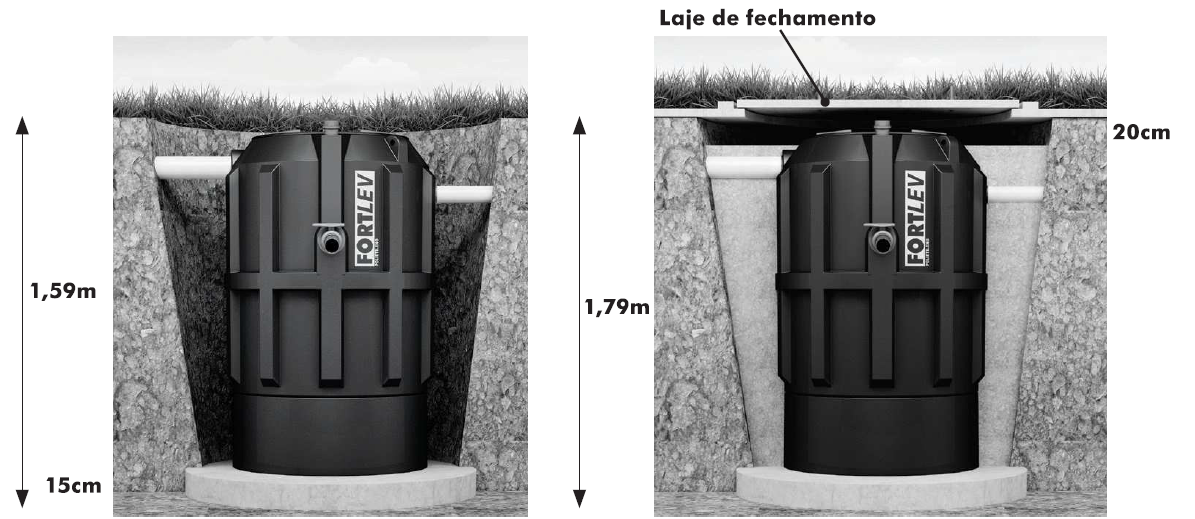 Laje de fechamento
20cm
1,59m
1,79m
15cm
FORTLEV
FORTLEV